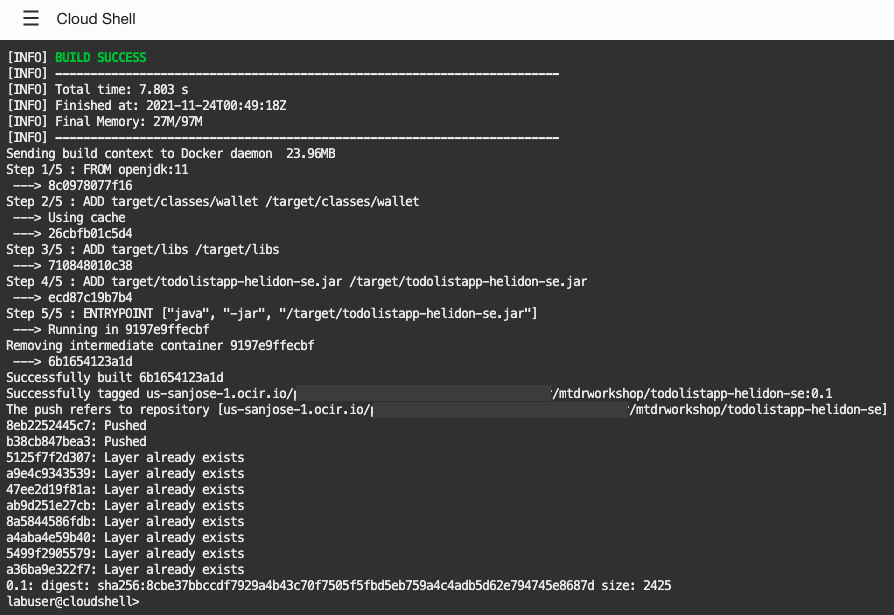 Cloud Shell
[INFO] BUILD SUCCESS
[INFO] ------------------------------------------------------------------------
[INFO] Total time: 7.803 s
[INFO] Finished at: 2021-11-24T00:49:18Z
[INFO] Final Memory: 27M/97M
[INFO] ------------------------------------------------------------------------
Sending build context to Docker daemon  23.96MB
Step 1/5 : FROM openjdk:11
 ---> 8c0978077f16
Step 2/5 : ADD target/classes/wallet /target/classes/wallet
 ---> Using cache
 ---> 26cbfb01c5d4
Step 3/5 : ADD target/libs /target/libs
 ---> 710848010c38
Step 4/5 : ADD target/todolistapp-helidon-se.jar /target/todolistapp-helidon-se.jar
 ---> ecd87c19b7b4
Step 5/5 : ENTRYPOINT ["java", "-jar", "/target/todolistapp-helidon-se.jar"]
 ---> Running in 9197e9ffecbf
Removing intermediate container 9197e9ffecbf
 ---> 6b1654123a1d
Successfully built 6b1654123a1d
Successfully tagged us-sanjose-1.ocir.io/ /mtdrworkshop/todolistapp-helidon-se:0.1
The push refers to repository [us-sanjose-1.ocir.io/ /mtdrworkshop/todolistapp-helidon-se]
8eb2252445c7: Pushed
b38cb847bea3: Pushed
5125f7f2d307: Layer already exists
a9e4c9343539: Layer already exists
47ee2d19f81a: Layer already exists
ab9d251e27cb: Layer already exists
8a5844586fdb: Layer already exists
a4aba4e59b40: Layer already exists
5499f2905579: Layer already exists
a36ba9e322f7: Layer already exists
0.1: digest: sha256:8cbe37bbccdf7929a4b43c70f7505f5fbd5eb759a4c4adb5d62e794745e8687d size: 2425
labuser@cloudshell>